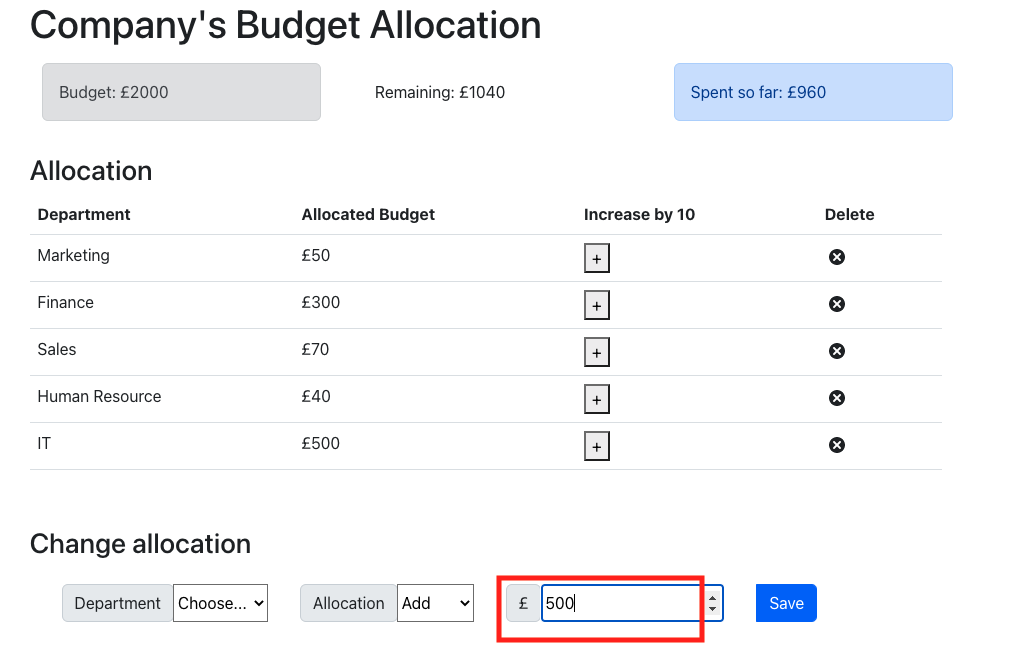 Company's Budget Allocation
Budget: £2000 Remaining: £1040 Spent so far: £960
Allocation
Department Allocated Budget Increase by 10 Delete
Marketing £50 +
Finance £300 +
Sales £70 +
Human Resource £40 +
IT £500 +
Change allocation
Department Choose... Allocation Add £ 500 Save